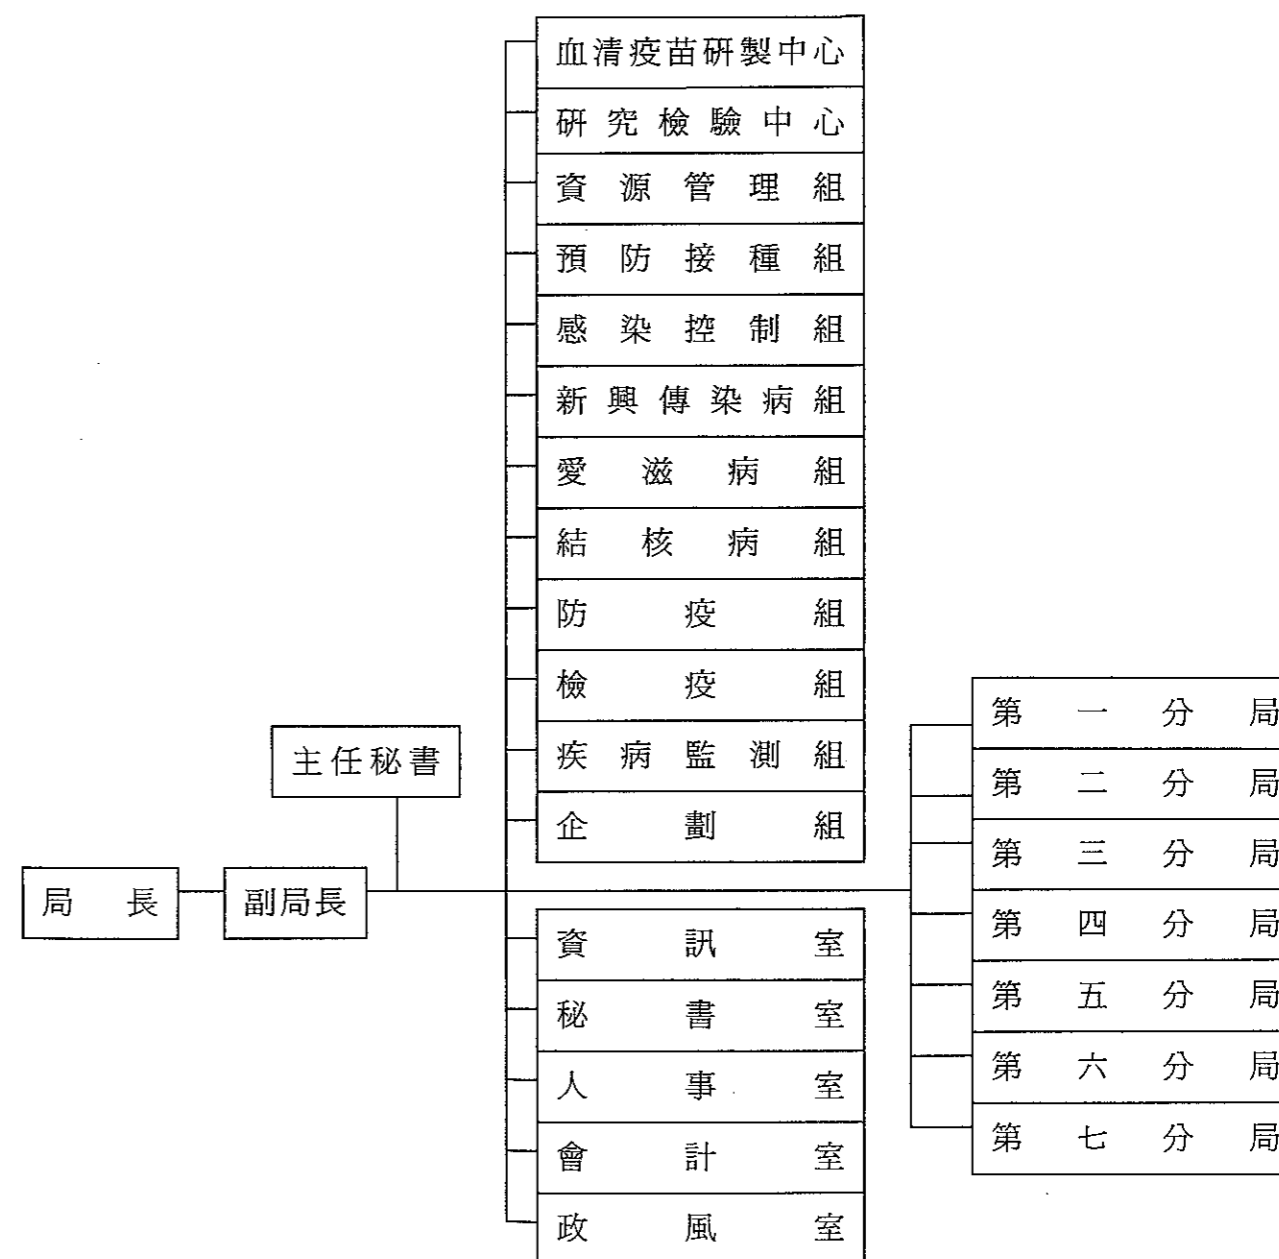 血清疫苗研製中心
研究檢驗中心
資源管理組
預防接種組
感染控制組
新興傳染病組
愛滋病組
結核病組
防疫組
檢疫組
疾病監測組
企劃組
主任秘書
局長
副局長
資訊室
秘書室
人事室
會計室
政風室
第一分局
第二分局
第三分局
第四分局
第五分局
第六分局
第七分局